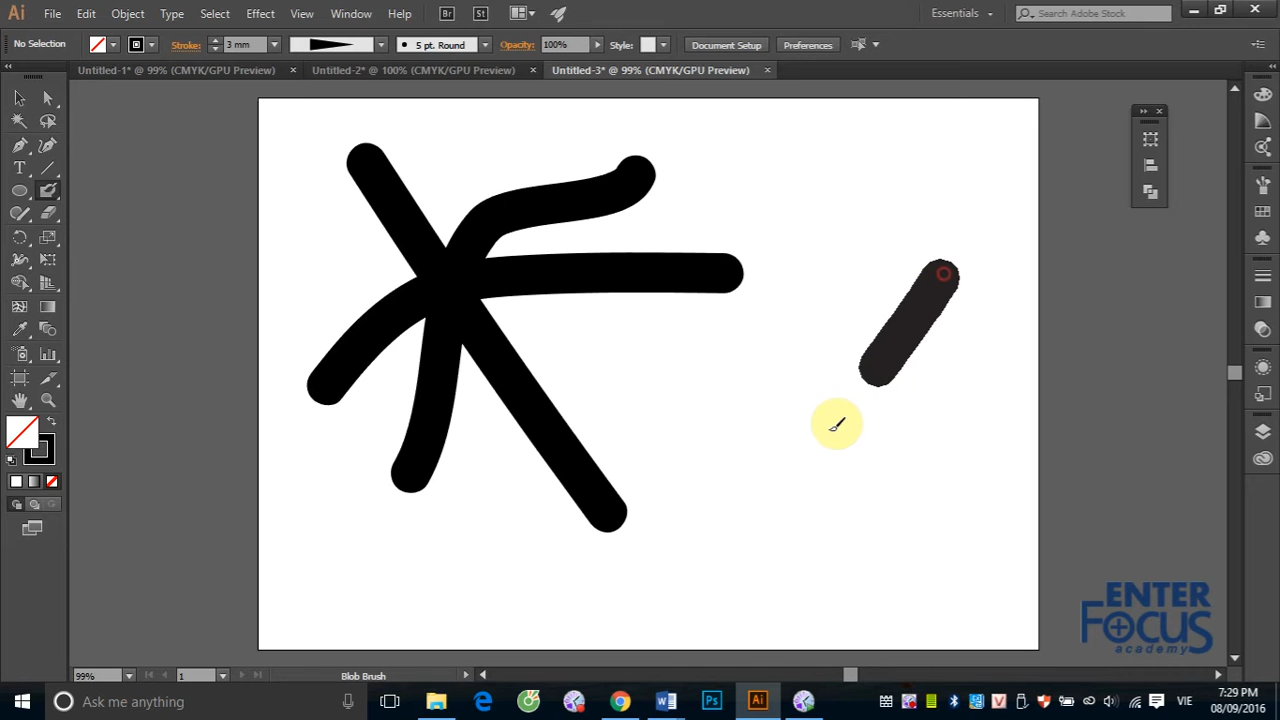 Ai File Edit Object Type Select Effect View Window Help Br St Essentials Search Adobe Stock
No Selection Stroke: 3 mm 5 pt. Round Opacity: 100% Style: Document Setup Preferences
Untitled-1* @ 99% (CMYK/GPU Preview) Untitled-2* @ 100% (CMYK/GPU Preview) Untitled-3* @ 99% (CMYK/GPU Preview)
ENTER
FOCUS
academy
99% 1 Blob Brush
Ask me anything Ps Ai VIE 7:29 PM
08/09/2016